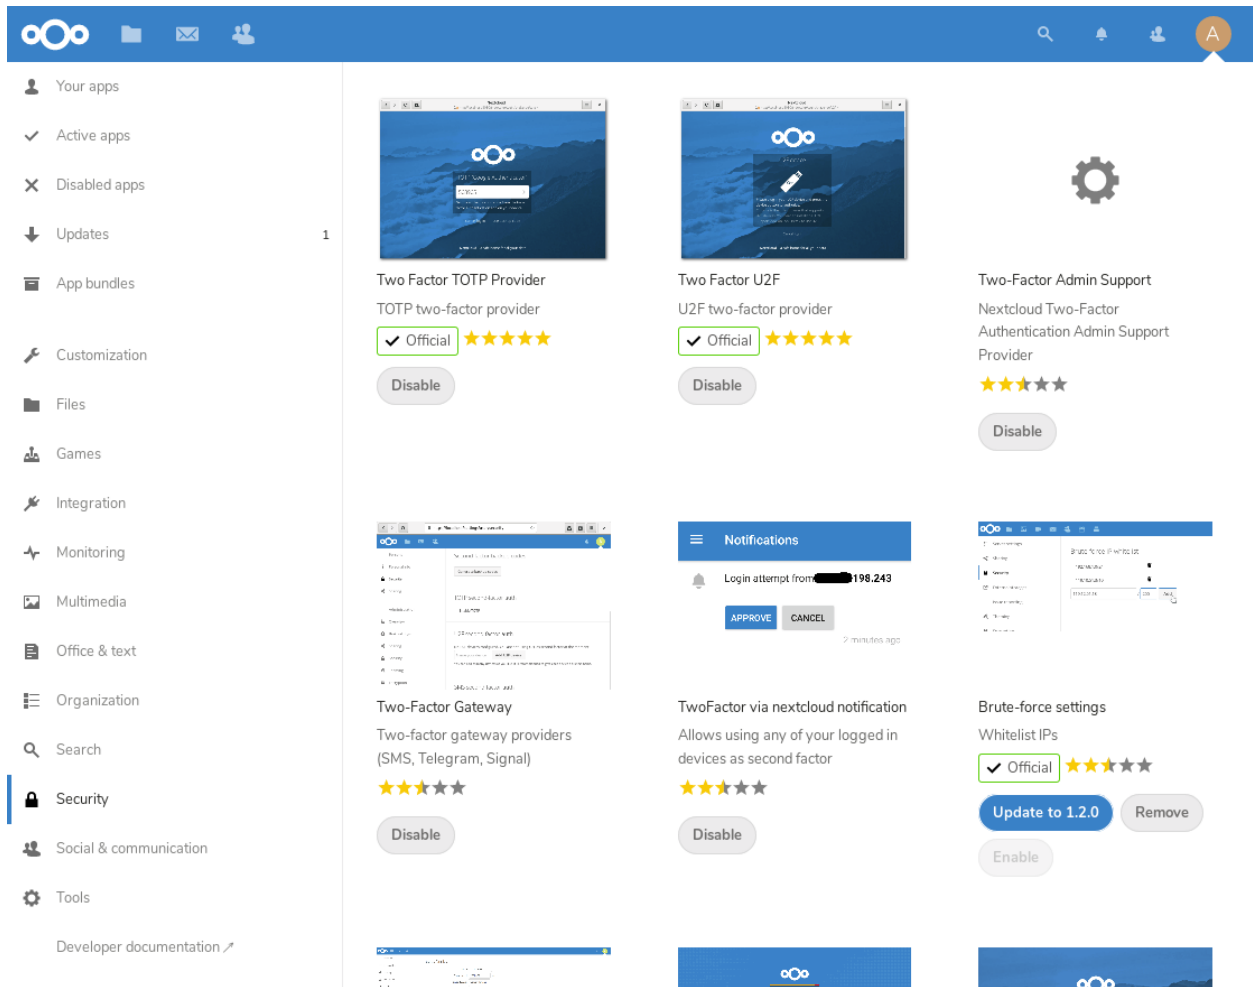 A
Your apps
Active apps
Disabled apps
Updates 1
App bundles
Customization
Files
Games
Integration
Monitoring
Multimedia
Office & text
Organization
Search
Security
Social & communication
Tools
Developer documentation
Two Factor TOTP Provider
TOTP two-factor provider
Official
Disable
Two Factor U2F
U2F two-factor provider
Official
Disable
Two-Factor Admin Support
Nextcloud Two-Factor
Authentication Admin Support
Provider
Disable
Two-Factor Gateway
Two-factor gateway providers
(SMS, Telegram, Signal)
Disable
Notifications
Login attempt from 198.243
APPROVE CANCEL
2 minutes ago
TwoFactor via nextcloud notification
Allows using any of your logged in
devices as second factor
Disable
Brute force IP whitelist
Brute-force settings
Whitelist IPs
Official
Update to 1.2.0 Remove
Enable